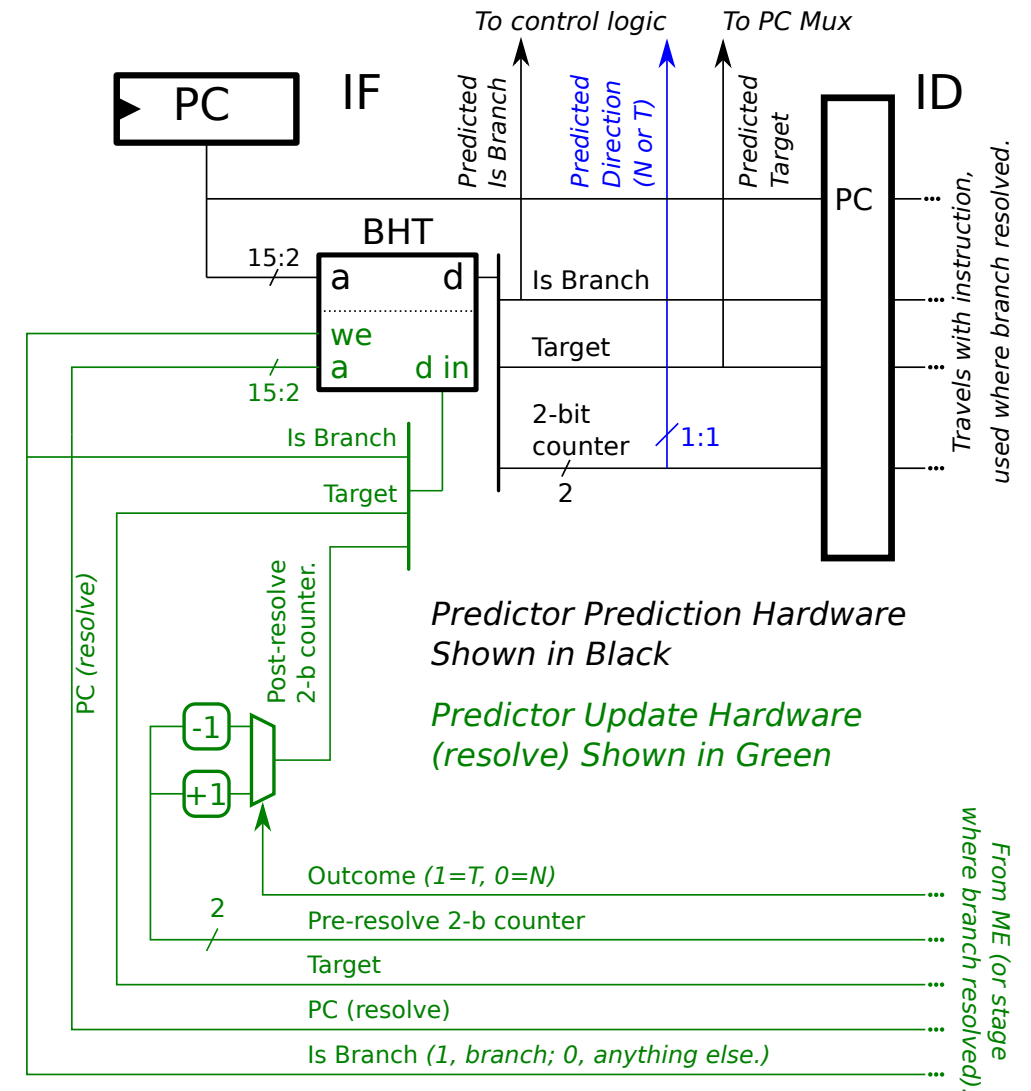 To control logic
To PC Mux
PC
IF
ID
Predicted
Is Branch
Predicted
Direction
(N or T)
Predicted
Target
PC
BHT
15:2
a
d
Is Branch
we
Target
a
d in
15:2
2-bit
counter
1:1
2
Is Branch
Target
Travels with instruction,
used where branch resolved.
Post-resolve
2-b counter.
PC (resolve)
Predictor Prediction Hardware
Shown in Black
Predictor Update Hardware
(resolve) Shown in Green
-1
+1
Outcome (1=T, 0=N)
2
Pre-resolve 2-b counter
Target
PC (resolve)
Is Branch (1, branch; 0, anything else.)
From ME (or stage
where branch resolved).